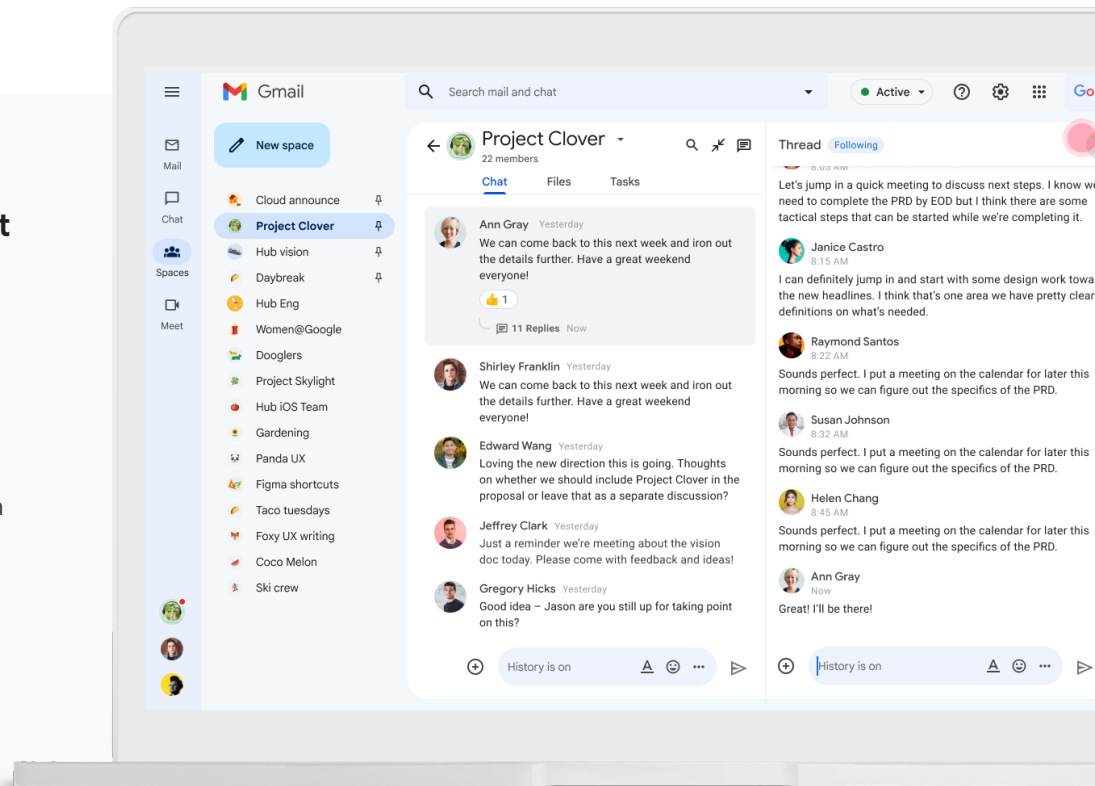 t
Gmail
Search mail and chat
Active
Go
Mail
Chat
Spaces
Meet
New space
Cloud announce
Project Clover
Hub vision
Daybreak
Hub Eng
Women@Google
Dooglers
Project Skylight
Hub iOS Team
Gardening
Panda UX
Figma shortcuts
Taco tuesdays
Foxy UX writing
Coco Melon
Ski crew
Project Clover
22 members
Chat Files Tasks
Ann Gray Yesterday
We can come back to this next week and iron out
the details further. Have a great weekend
everyone!
👍 1
11 Replies Now
Shirley Franklin Yesterday
We can come back to this next week and iron out
the details further. Have a great weekend
everyone!
Edward Wang Yesterday
Loving the new direction this is going. Thoughts
on whether we should include Project Clover in the
proposal or leave that as a separate discussion?
Jeffrey Clark Yesterday
Just a reminder we’re meeting about the vision
doc today. Please come with feedback and ideas!
Gregory Hicks Yesterday
Good idea – Jason are you still up for taking point
on this?
History is on
Thread Following
8:05 AM
Let’s jump in a quick meeting to discuss next steps. I know we
need to complete the PRD by EOD but I think there are some
tactical steps that can be started while we’re completing it.
Janice Castro
8:15 AM
I can definitely jump in and start with some design work towa
the new headlines. I think that’s one area we have pretty clear
definitions on what’s needed.
Raymond Santos
8:22 AM
Sounds perfect. I put a meeting on the calendar for later this
morning so we can figure out the specifics of the PRD.
Susan Johnson
8:32 AM
Sounds perfect. I put a meeting on the calendar for later this
morning so we can figure out the specifics of the PRD.
Helen Chang
8:45 AM
Sounds perfect. I put a meeting on the calendar for later this
morning so we can figure out the specifics of the PRD.
Ann Gray
Now
Great! I’ll be there!
History is on